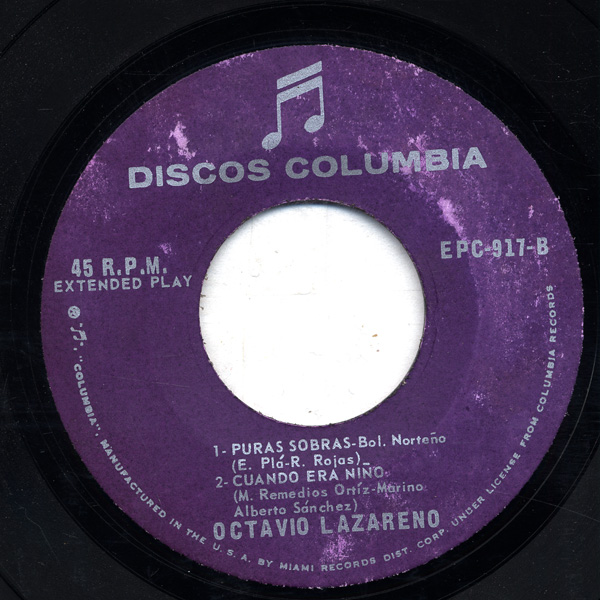 DISCOS COLUMBIA
45 R.P.M.
EXTENDED PLAY
EPC-917-B
1- PURAS SOBRAS-Bol. Norteño
(E. Plá-R. Rojas)_
2- CUANDO ERA NIÑO-
(M. Remedios Ortíz-Marino
Alberto Sánchez)
OCTAVIO LAZARENO
"COLUMBIA". MANUFACTURED IN THE U.S.A. BY MIAMI RECORDS DIST. CORP. UNDER LICENSE FROM COLUMBIA RECORDS